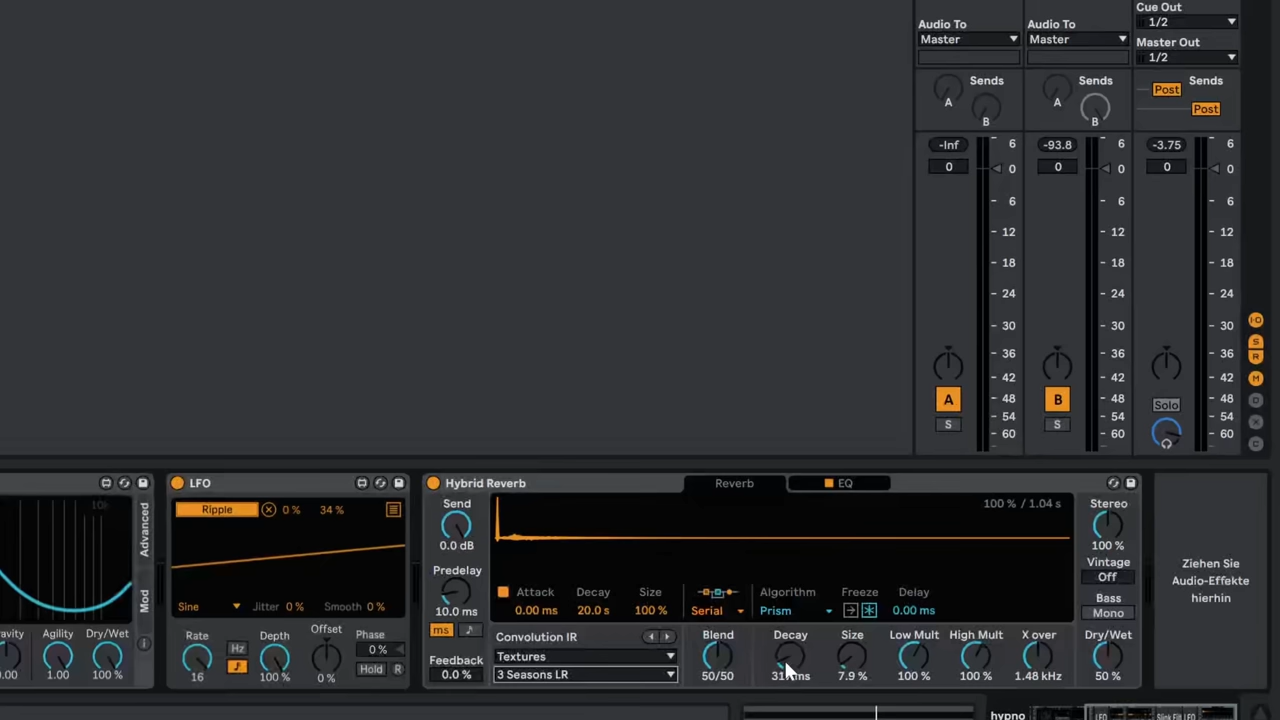 Cue Out
1/2
Audio To
Audio To
Master
Master
Master Out
1/2
Sends
Sends
Sends
A
B
A
B
Post
Post
-Inf
-93.8
-3.75
0
0
0
6
0
6
12
18
24
30
36
42
48
54
60
6
0
6
12
18
24
30
36
42
48
54
60
6
0
6
12
18
24
30
36
42
48
54
60
A
B
Solo
S
S
I·O
S
R
M
D
X
C
Advanced
Mod
Agility
Dry/Wet
1.00
100 %
LFO
Ripple
0 %
34 %
Sine
Jitter 0 %
Smooth 0 %
Rate
Hz
Depth
Offset
Phase
0 %
Hold
R
16
100 %
0 %
Hybrid Reverb
Reverb
EQ
Send
0.0 dB
Predelay
10.0 ms
ms
Feedback
0.0 %
100 % / 1.04 s
Attack
Decay
Size
0.00 ms
20.0 s
100 %
Serial
Algorithm
Prism
Freeze
Delay
0.00 ms
Convolution IR
Textures
3 Seasons LR
Blend
50/50
Decay
Size
7.9 %
Low Mult
100 %
High Mult
100 %
X over
1.48 kHz
Stereo
100 %
Vintage
Off
Bass
Mono
Dry/Wet
50 %
Ziehen Sie
Audio-Effekte
hierhin
hypno